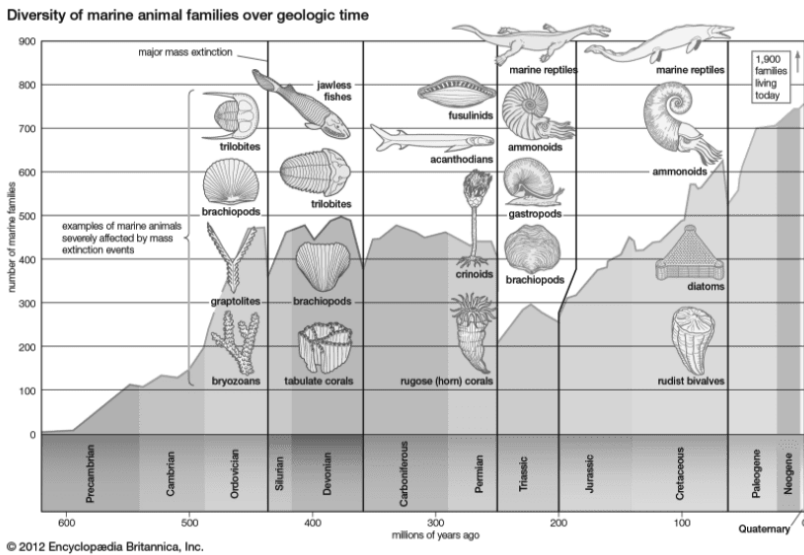 Diversity of marine animal families over geologic time
major mass extinction
number of marine families
900
800
700
600
500
400
300
200
100
0
examples of marine animals
severely affected by mass
extinction events
trilobites
brachiopods
graptolites
bryozoans
jawless
fishes
trilobites
brachiopods
tabulate corals
fusulinids
acanthodians
crinoids
rugose (horn) corals
marine reptiles
ammonoids
gastropods
brachiopods
marine reptiles
ammonoids
diatoms
rudist bivalves
1,900
families
living
today
Precambrian
Cambrian
Ordovician
Silurian
Devonian
Carboniferous
Permian
Triassic
Jurassic
Cretaceous
Paleogene
Neogene
Quaternary
600
500
400
300
200
100
0
millions of years ago
© 2012 Encyclopædia Britannica, Inc.